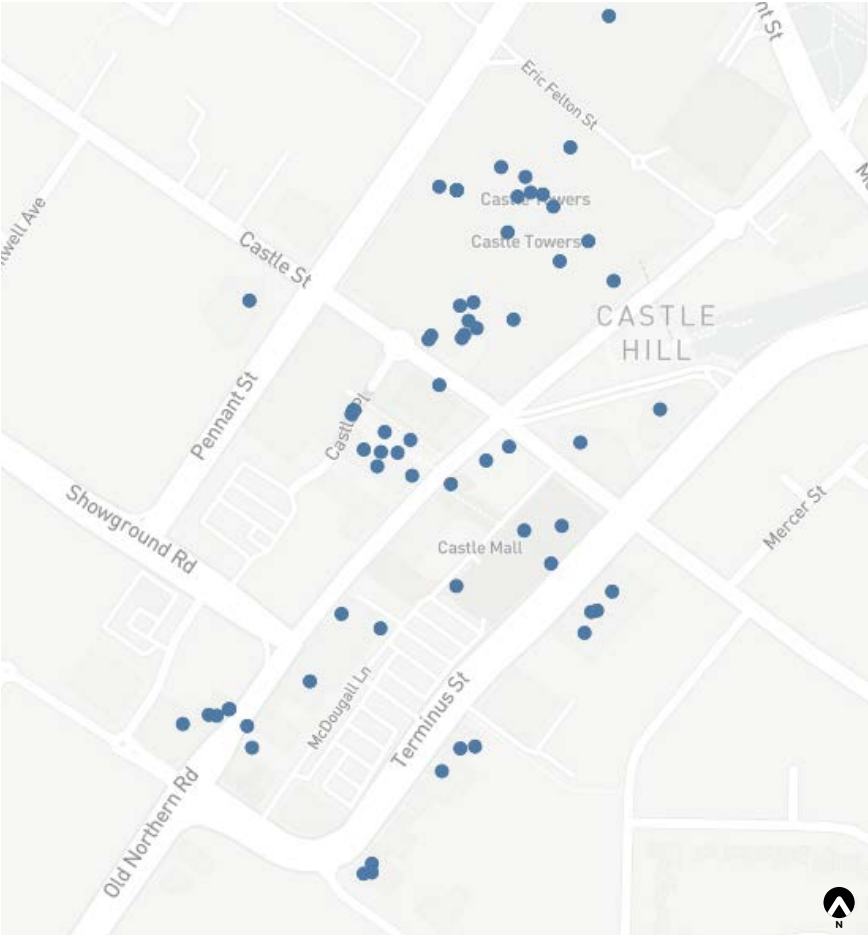 nt St
Eric Felton St
lwell Ave
Castle Towers
Castle St
Castle Towers
CASTLE
HILL
Pennant St
Castle Pl
Showground Rd
Mercer St
Castle Mall
McDougall Ln
Terminus St
Old Northern Rd
N